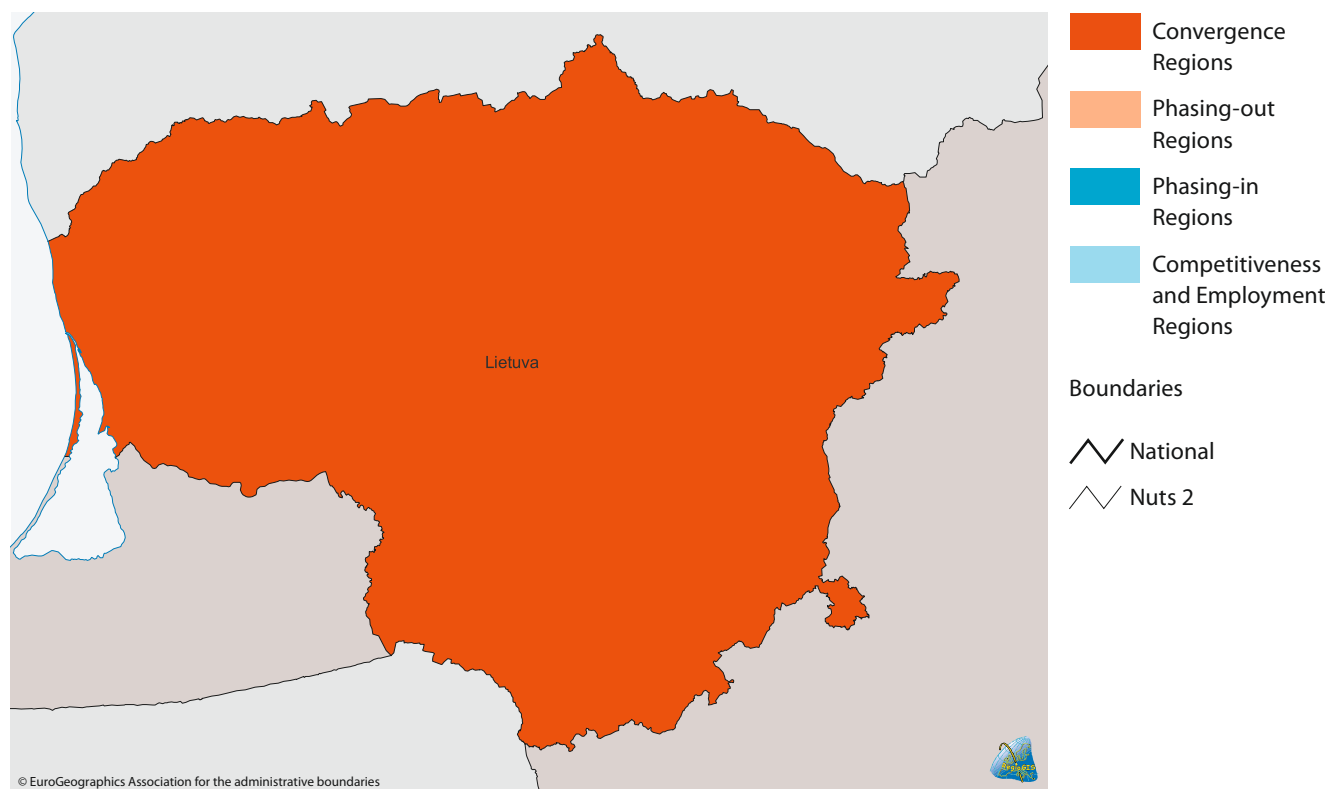 Convergence
Regions
Phasing-out
Regions
Phasing-in
Regions
Competitiveness
and Employment
Regions
Boundaries
National
Nuts 2
Lietuva
© EuroGeographics Association for the administrative boundaries
RegioGIS